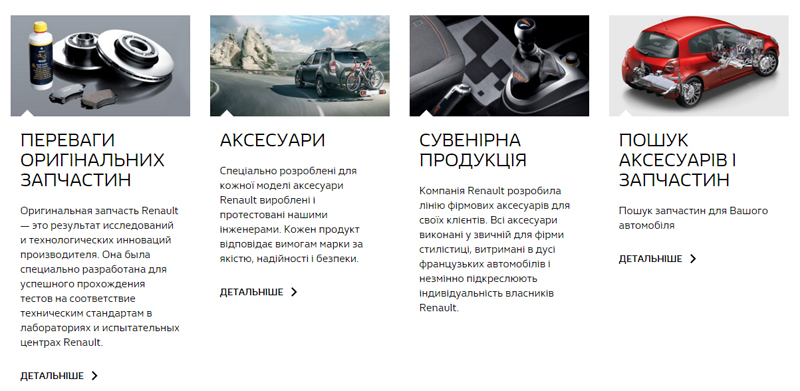 ПЕРЕВАГИ
ОРИГІНАЛЬНИХ
ЗАПЧАСТИН
Оригинальная запчасть Renault
— это результат исследований
и технологических инноваций
производителя. Она была
специально разработана для
успешного прохождения
тестов на соответствие
техническим стандартам в
лабораториях и испытательных
центрах Renault.
ДЕТАЛЬНІШЕ
АКСЕСУАРИ
Спеціально розроблені для
кожної моделі аксесуари
Renault вироблені і
протестовані нашими
інженерами. Кожен продукт
відповідає вимогам марки за
якістю, надійності і безпеки.
ДЕТАЛЬНІШЕ
СУВЕНІРНА
ПРОДУКЦІЯ
Компанія Renault розробила
лінію фірмових аксесуарів для
своїх клієнтів. Всі аксесуари
виконані у звичній для фірми
стилістиці, витримані в дусі
французьких автомобілів і
незмінно підкреслюють
індивідуальність власників
Renault.
ПОШУК
АКСЕСУАРІВ І
ЗАПЧАСТИН
Пошук запчастин для Вашого
автомобіля
ДЕТАЛЬНІШЕ